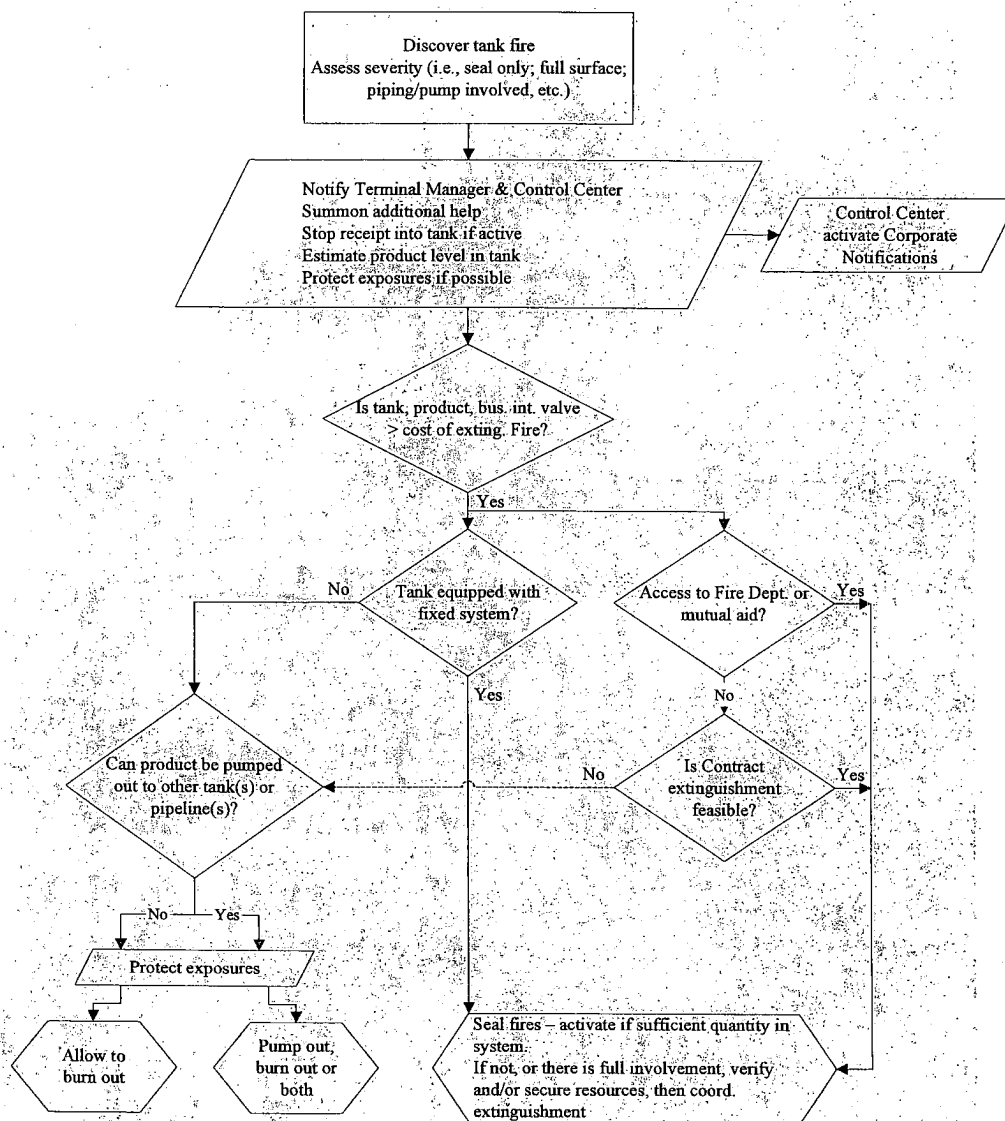 Discover tank fire
Assess severity (i.e., seal only; full surface;
piping/pump involved, etc.)
Notify Terminal Manager & Control Center
Summon additional help
Stop receipt into tank if active
Estimate product level in tank
Protect exposures if possible
Control Center
activate Corporate
Notifications
Is tank, product, bus. int. valve
> cost of exting. Fire?
Yes
No
Tank equipped with
fixed system?
Access to Fire Dept. or
mutual aid?
Yes
Yes
No
Can product be pumped
out to other tank(s) or
pipeline(s)?
No
Is Contract
extinguishment
feasible?
Yes
No
Yes
Protect exposures
Allow to
burn out
Pump out,
burn out or
both
Seal fires – activate if sufficient quantity in
system.
If not, or there is full involvement, verify
and/or secure resources, then coord.
extinguishment